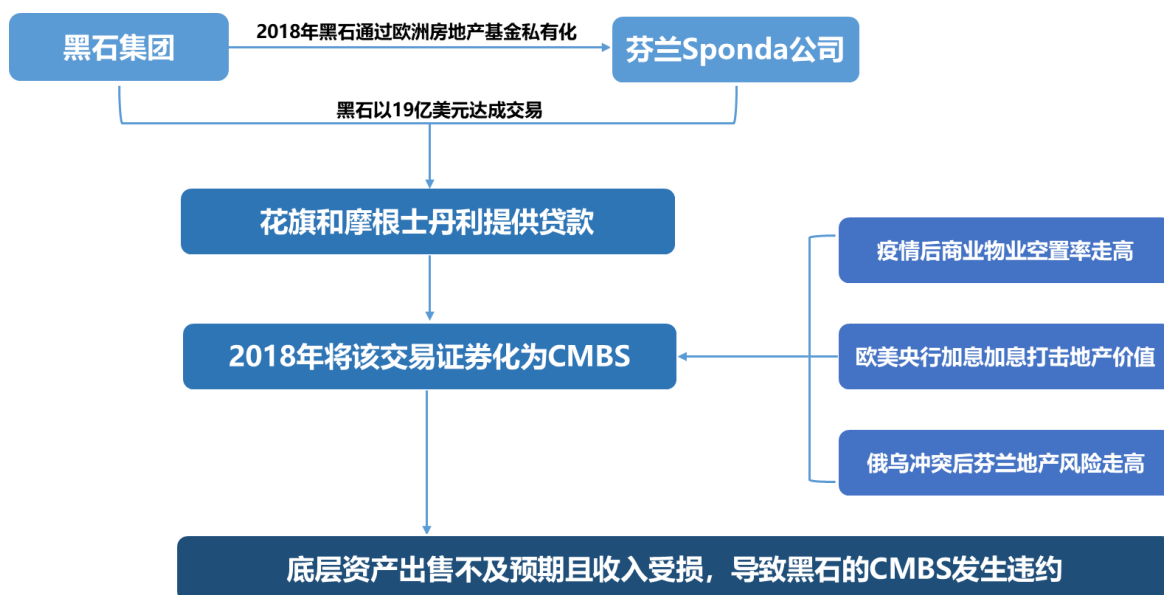 黑石集团
2018年黑石通过欧洲房地产基金私有化
芬兰Sponda公司
黑石以19亿美元达成交易
花旗和摩根士丹利提供贷款
2018年将该交易证券化为CMBS
疫情后商业物业空置率走高
欧美央行加息加息打击地产价值
俄乌冲突后芬兰地产风险走高
底层资产出售不及预期且收入受损，导致黑石的CMBS发生违约